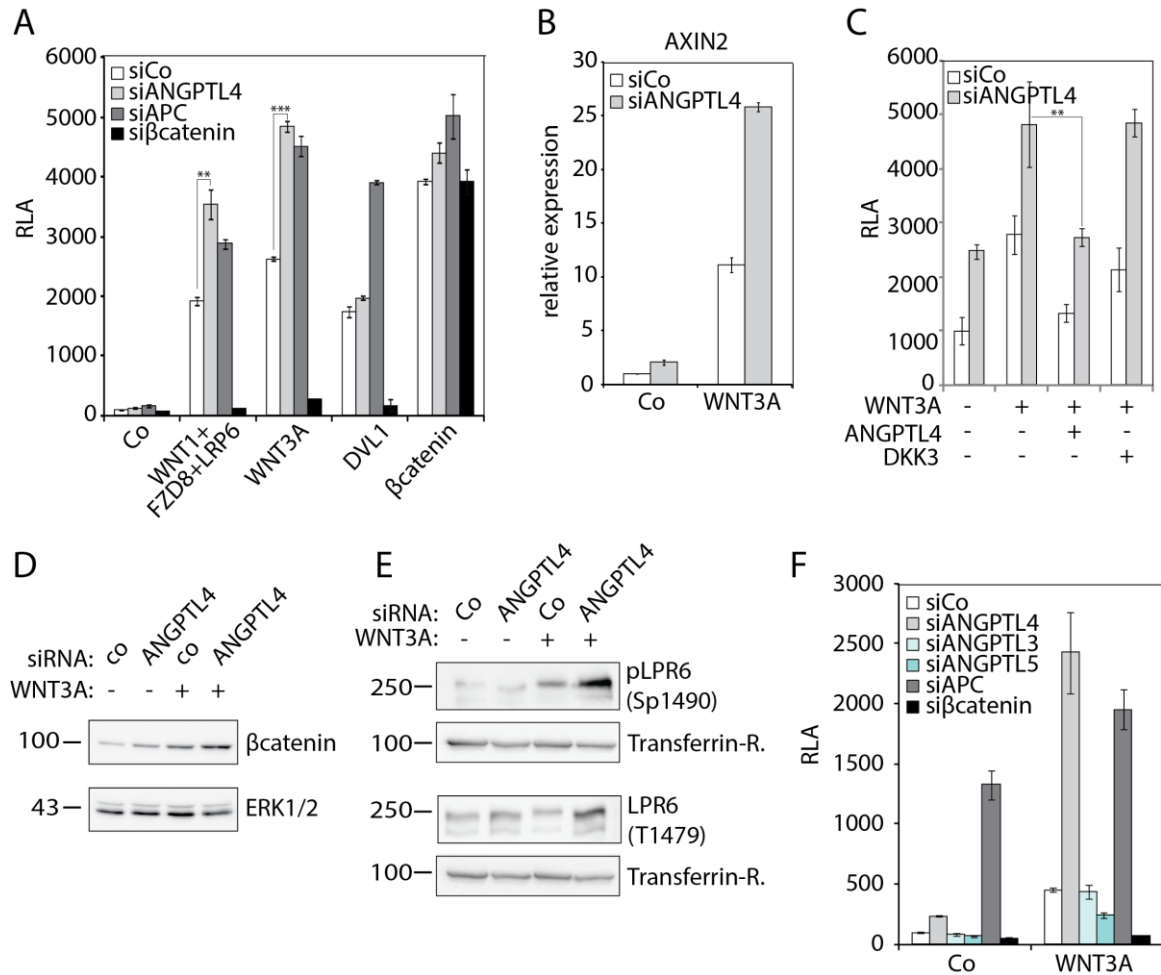 A
6000
5000
4000
3000
2000
1000
0
RLA
siCo
siANGPTL4
siAPC
siβcatenin
**
***
Co
WNT1+
FZD8+LRP6
WNT3A
DVL1
βcatenin
B
AXIN2
30
25
20
15
10
5
0
relative expression
siCo
siANGPTL4
Co WNT3A
C
6000
5000
4000
3000
2000
1000
0
RLA
siCo
siANGPTL4
**
WNT3A - + + +
ANGPTL4 - - + -
DKK3 - - - +
D
siRNA: co ANGPTL4 co ANGPTL4
WNT3A: - - + +
100 βcatenin
43 ERK1/2
E
siRNA: Co ANGPTL4 Co ANGPTL4
WNT3A: - - + +
250 pLPR6
(Sp1490)
100 Transferrin-R.
250 LPR6
(T1479)
100 Transferrin-R.
F
3000
2500
2000
1500
1000
500
0
RLA
siCo
siANGPTL4
siANGPTL3
siANGPTL5
siAPC
siβcatenin
Co WNT3A